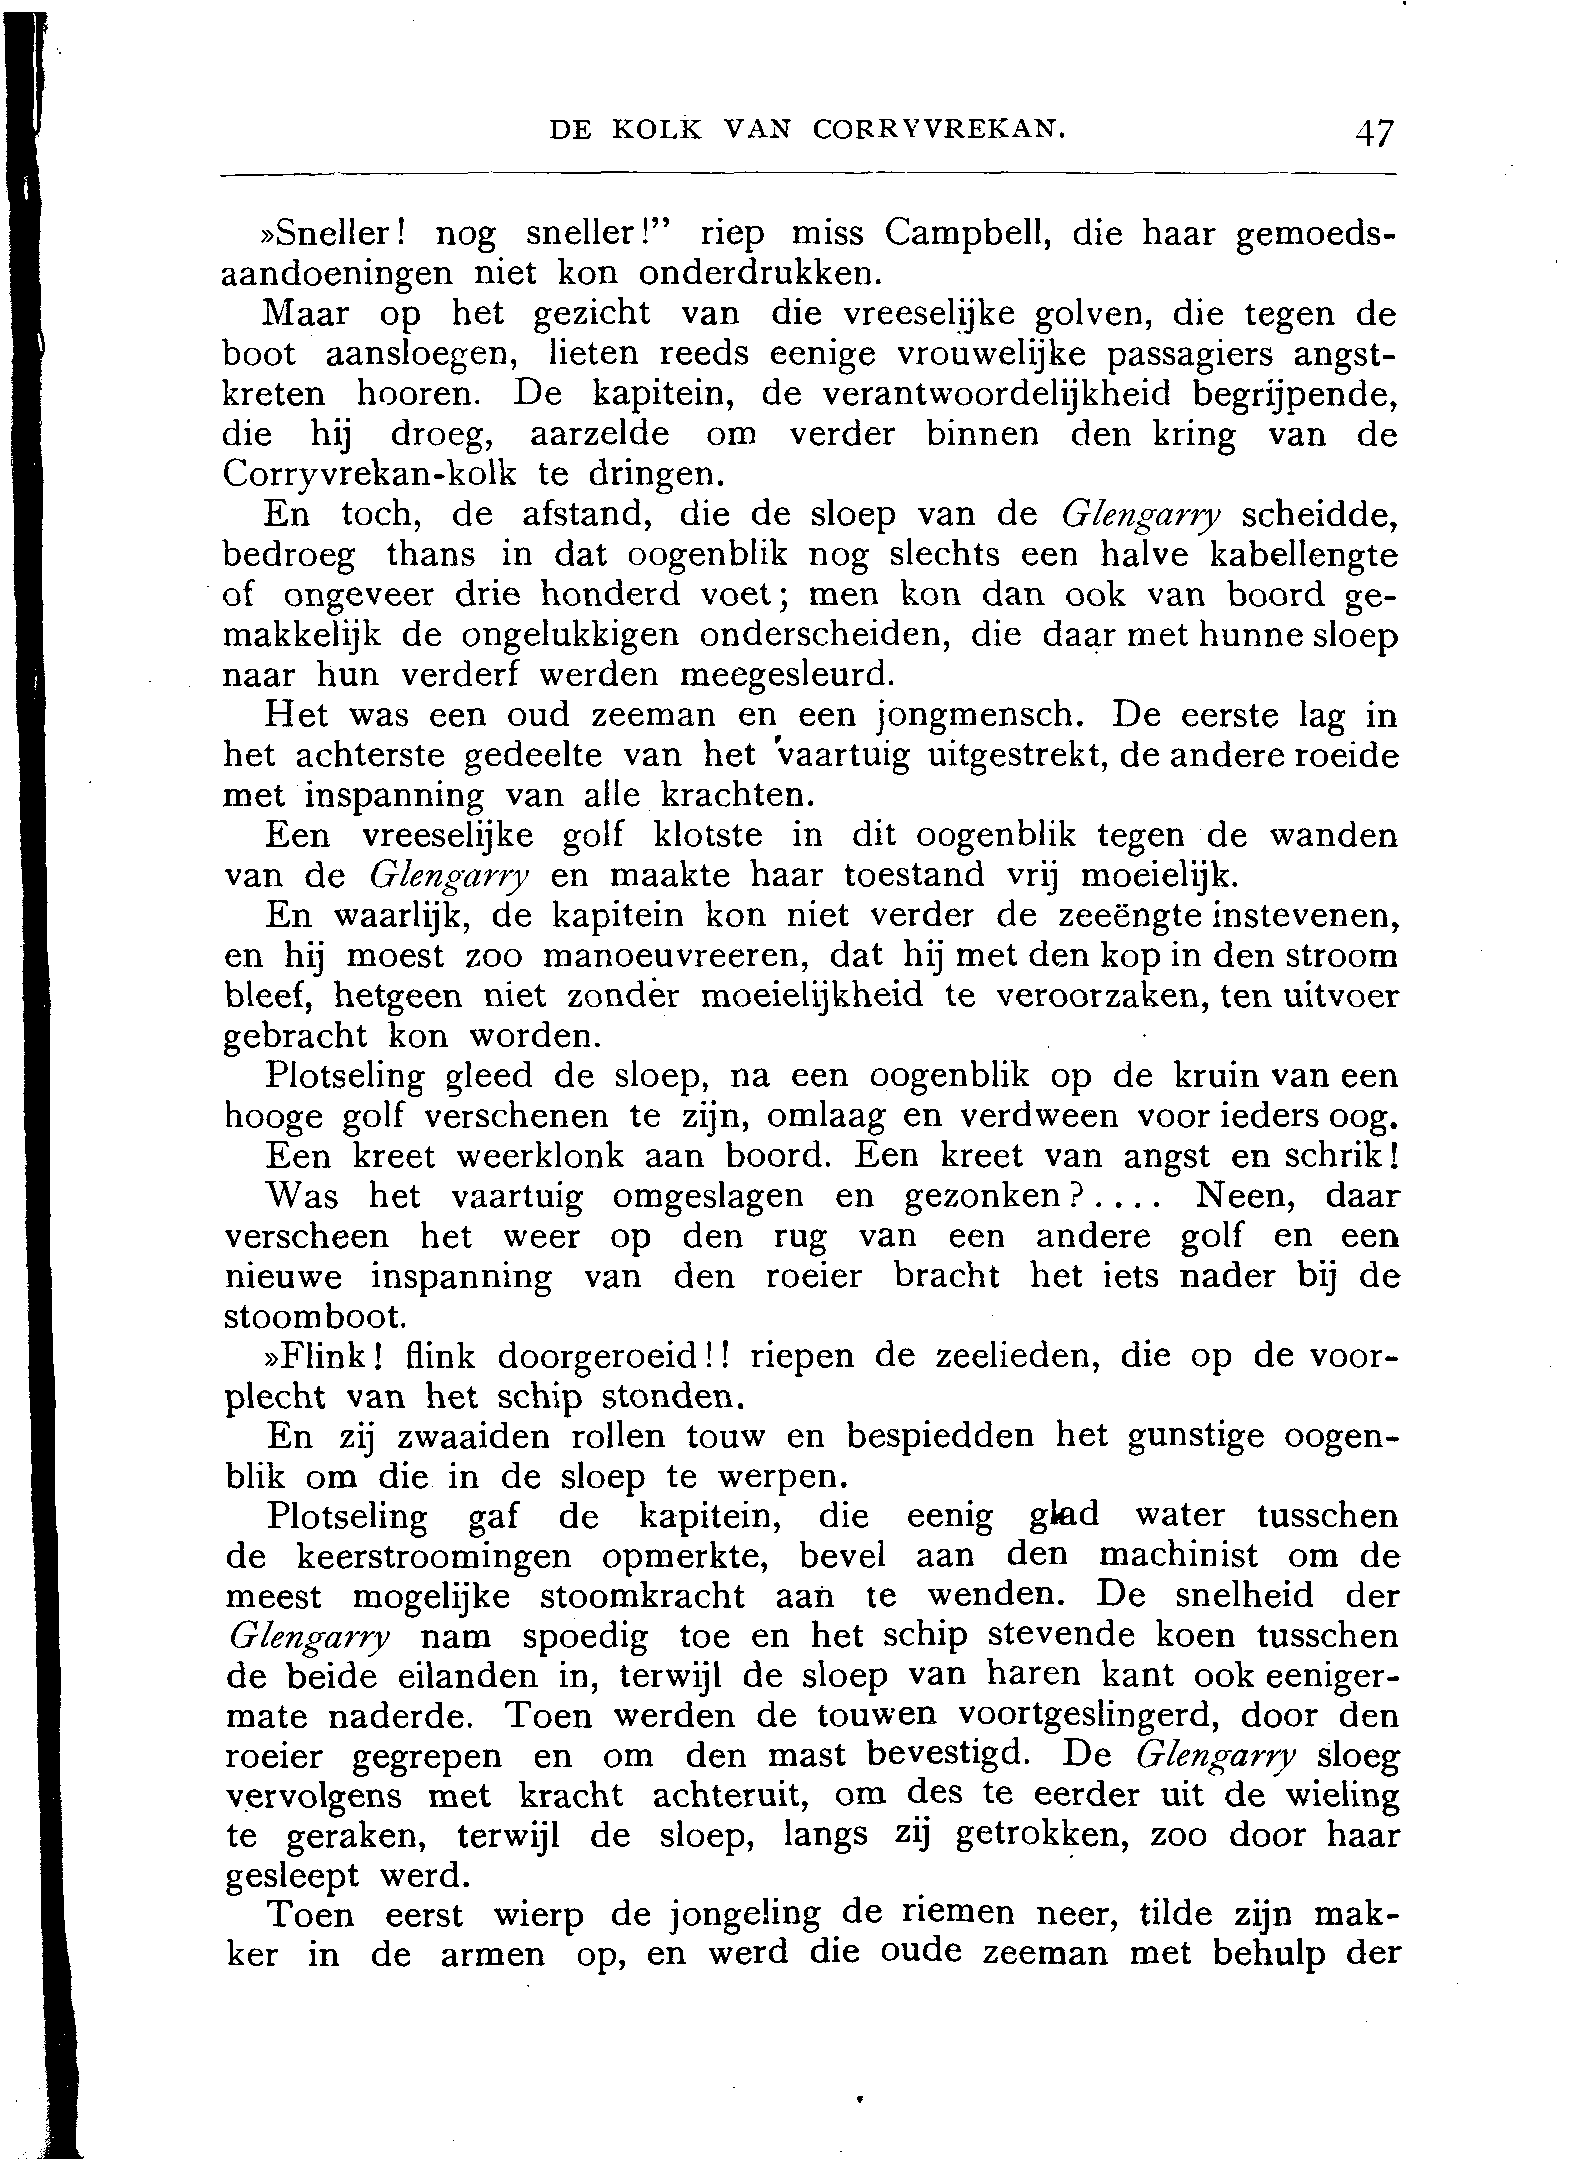 DE KOLK VAN CORRYVREKAN. 47
»Sneller! nog sneller!” riep miss Campbell, die haar gemoeds-
aandoeningen niet kon onderdrukken.
Maar op het gezicht van die vreeselijke golven, die tegen de
boot aansloegen, lieten reeds eenige vrouwelijke passagiers angst-
kreten hooren. De kapitein, de verantwoordelijkheid begrijpende,
die hij droeg, aarzelde om verder binnen den kring van de
Corryvrekan-kolk te dringen.
En toch, de afstand, die de sloep van de Glengarry scheidde,
bedroeg thans in dat oogenblik nog slechts een halve kabellengte
of ongeveer drie honderd voet; men kon dan ook van boord ge-
makkelijk de ongelukkigen onderscheiden, die daar met hunne sloep
naar hun verderf werden meegesleurd.
Het was een oud zeeman en een jongmensch. De eerste lag in
het achterste gedeelte van het vaartuig uitgestrekt, de andere roeide
met inspanning van alle krachten.
Een vreeselijke golf klotste in dit oogenblik tegen de wanden
van de Glengarry en maakte haar toestand vrij moeielijk.
En waarlijk, de kapitein kon niet verder de zeeëngte instevenen,
en hij moest zoo manoeuvreeren, dat hij met den kop in den stroom
bleef, hetgeen niet zonder moeielijkheid te veroorzaken, ten uitvoer
gebracht kon worden.
Plotseling gleed de sloep, na een oogenblik op de kruin van een
hooge golf verschenen te zijn, omlaag en verdween voor ieders oog.
Een kreet weerklonk aan boord. Een kreet van angst en schrik!
Was het vaartuig omgeslagen en gezonken?.... Neen, daar
verscheen het weer op den rug van een andere golf en een
nieuwe inspanning van den roeier bracht het iets nader bij de
stoomboot.
»Flink! flink doorgeroeid!! riepen de zeelieden, die op de voor-
plecht van het schip stonden.
En zij zwaaiden rollen touw en bespiedden het gunstige oogen-
blik om die in de sloep te werpen.
Plotseling gaf de kapitein, die eenig glad water tusschen
de keerstroomingen opmerkte, bevel aan den machinist om de
meest mogelijke stoomkracht aan te wenden. De snelheid der
Glengarry nam spoedig toe en het schip stevende koen tusschen
de beide eilanden in, terwijl de sloep van haren kant ook eeniger-
mate naderde. Toen werden de touwen voortgeslingerd, door den
roeier gegrepen en om den mast bevestigd. De Glengarry sloeg
vervolgens met kracht achteruit, om des te eerder uit de wieling
te geraken, terwijl de sloep, langs zij getrokken, zoo door haar
gesleept werd.
Toen eerst wierp de jongeling de riemen neer, tilde zijn mak-
ker in de armen op, en werd die oude zeeman met behulp der